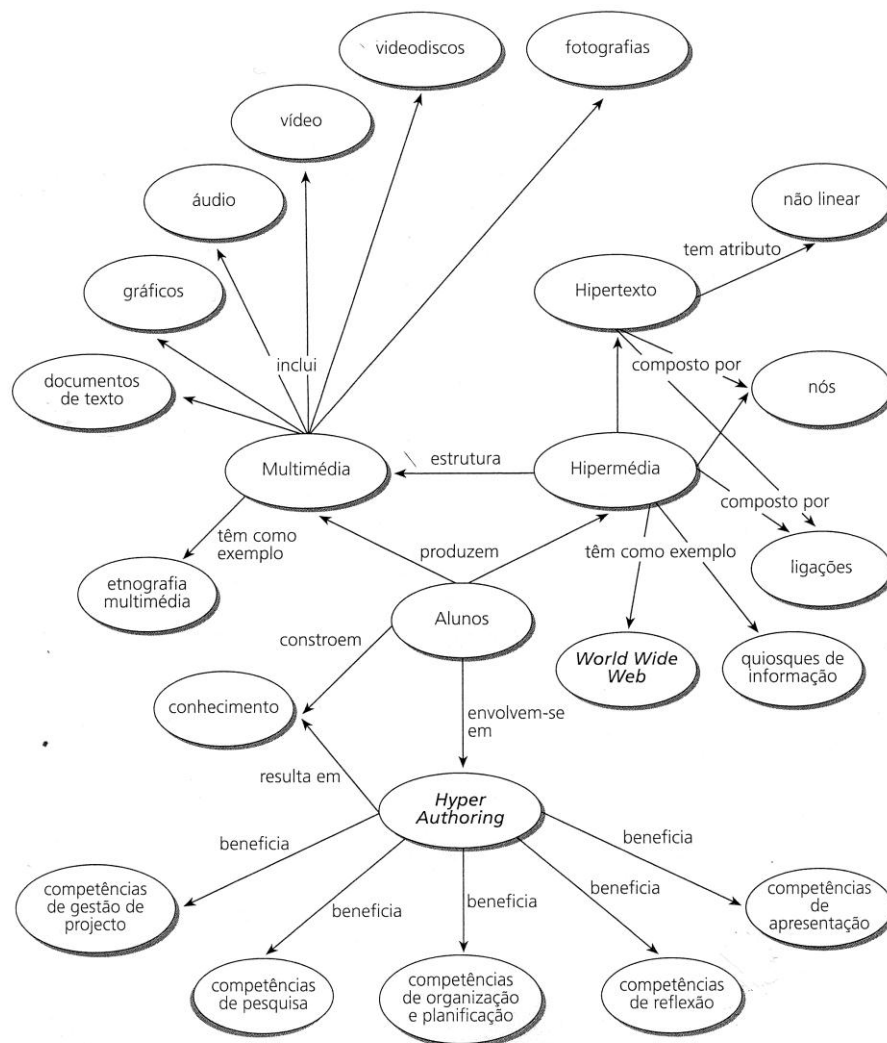 videodiscos
fotografias
vídeo
não linear
áudio
tem atributo
gráficos
Hipertexto
inclui
composto por
documentos
de texto
nós
Multimédia
estrutura
Hipermédia
composto por
têm como
exemplo
produzem
têm como exemplo
ligações
etnografia
multimédia
Alunos
constroem
World Wide
Web
quiosques de
informação
conhecimento
envolvem-se
em
resulta em
Hyper
Authoring
beneficia
beneficia
beneficia
beneficia
beneficia
competências
de gestão de
projecto
competências
de
apresentação
competências
de pesquisa
competências
de organização
e planificação
competências
de reflexão